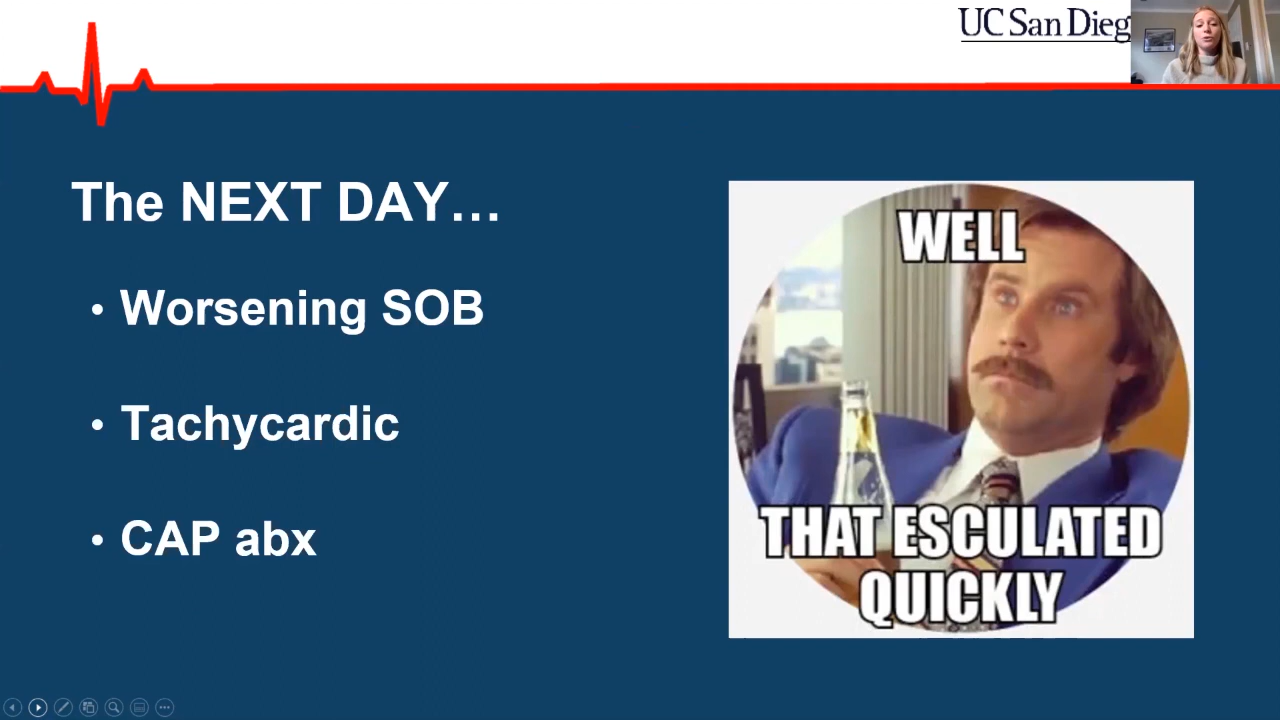 UC San Dieg
The NEXT DAY…
• Worsening SOB
• Tachycardic
• CAP abx
WELL
THAT ESCULATED
QUICKLY